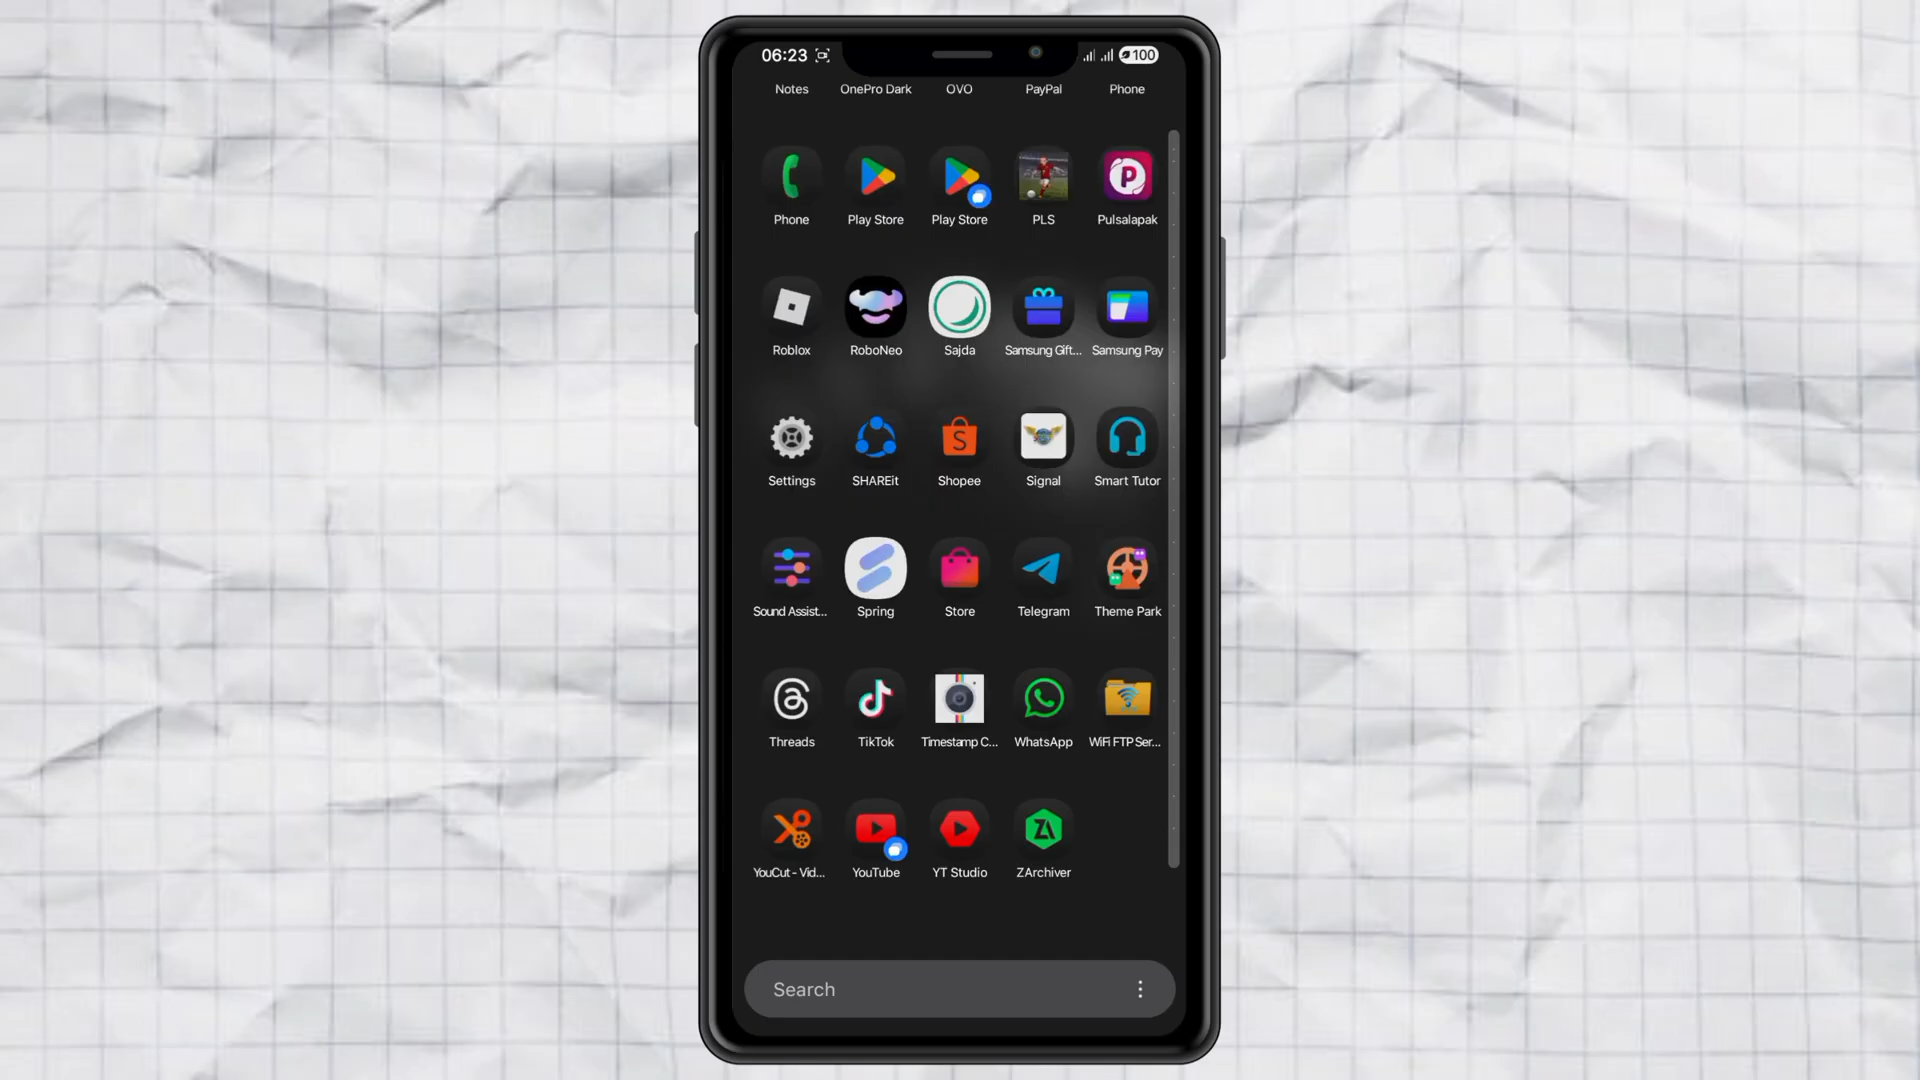 06:23
100
Notes OnePro Dark OVO PayPal Phone
Phone Play Store Play Store PLS Pulsalapak
Roblox RoboNeo Sajda Samsung Gift... Samsung Pay
Settings SHAREit Shopee Signal Smart Tutor
Sound Assist... Spring Store Telegram Theme Park
Threads TikTok Timestamp C... WhatsApp WiFi FTP Ser...
YouCut - Vid... YouTube YT Studio ZArchiver
Search